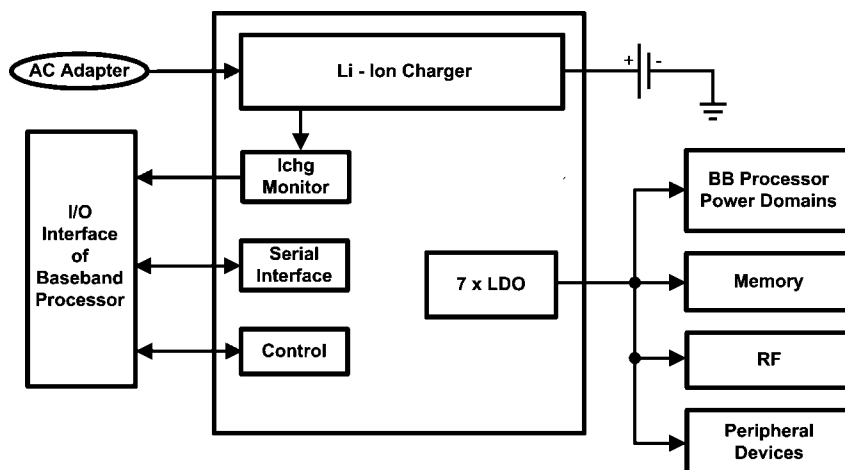 AC Adapter
Li - Ion Charger
+
-
Ichg
Monitor
I/O
Interface
of
Baseband
Processor
Serial
Interface
Control
7 x LDO
BB Processor
Power Domains
Memory
RF
Peripheral
Devices